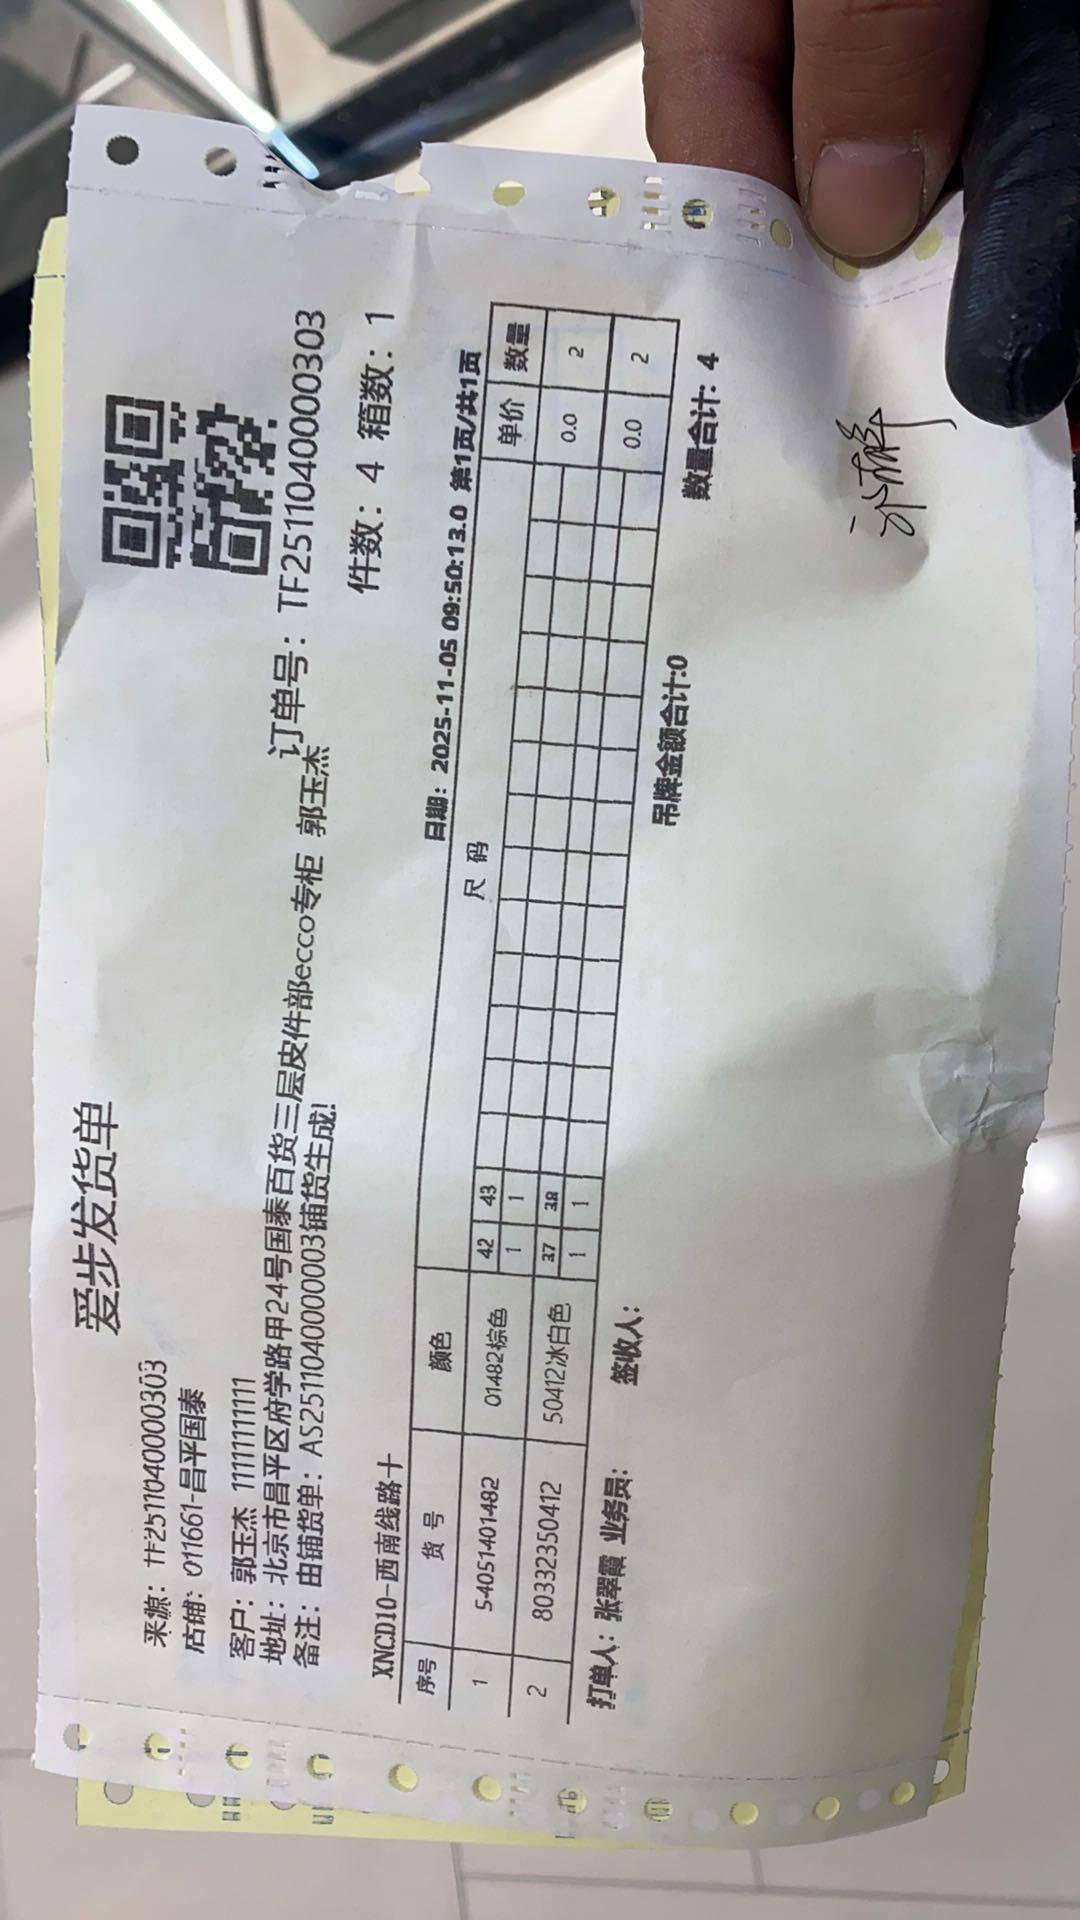 爱步发货单
来源：TF2511040000303
店铺：011661-昌平国泰
客户：郭玉杰 11111111111
地址：北京市昌平区府学路甲24号国泰百货三层皮件部ecco专柜 郭玉杰
订单号：TF25110400000303
备注：由铺货单：AS25110400000003铺货生成!
件数：4 箱数：1
XNCD10-西南线路十
日期：2025-11-05 09:50:13.0 第1页/共1页
序号 货号 颜色 尺码 单价 数量
42 43
1 54051401482 01482棕色 1 1 0.0 2
37 38
2 80332350412 50412冰白色 1 1 0.0 2
打单人：张翠霞 业务员： 签收人： 吊牌金额合计:0 数量合计: 4